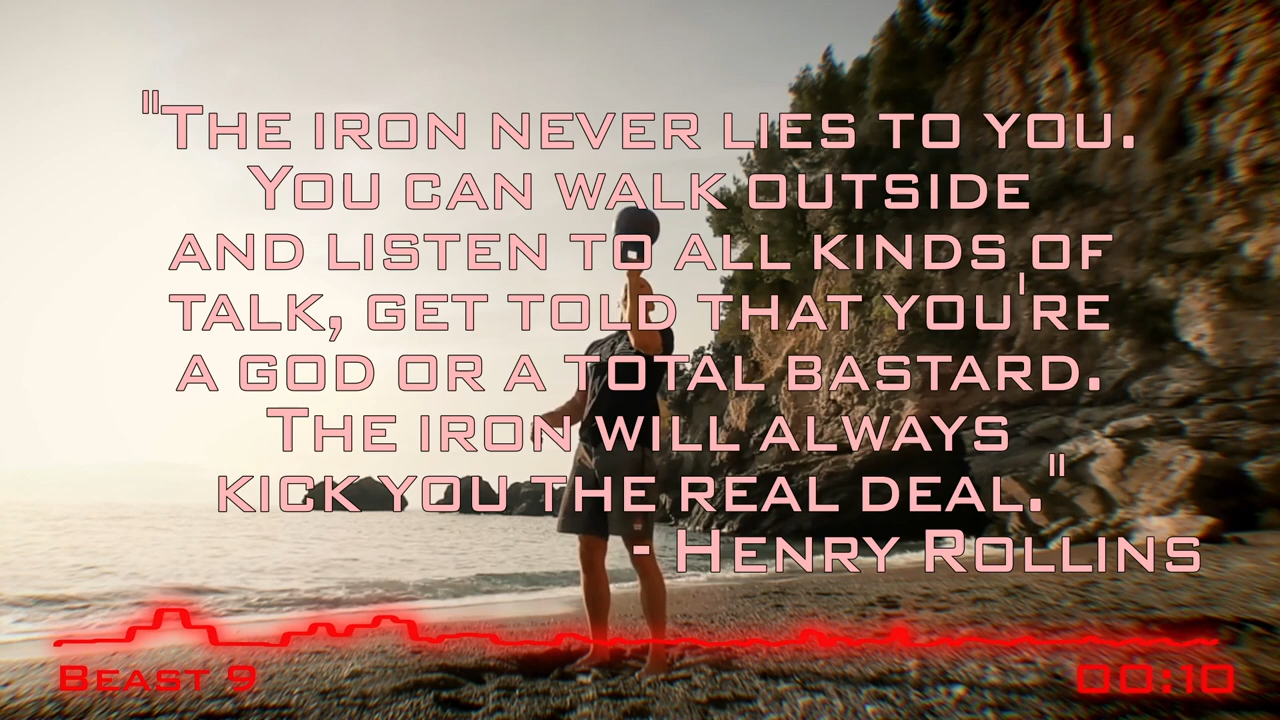 "The iron never lies to you.
You can walk outside
and listen to all kinds of
talk, get told that you're
a god or a total bastard.
The iron will always
kick you the real deal."
- Henry Rollins
Beast 9
00:10